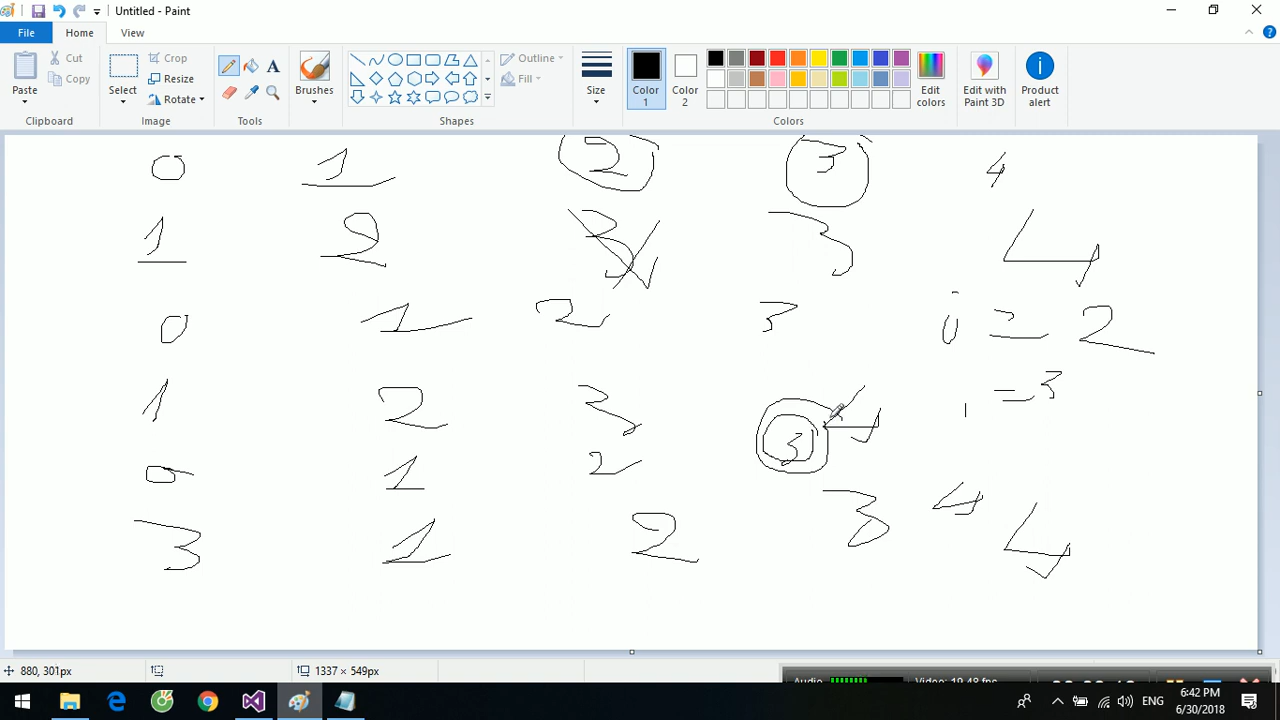 Untitled - Paint
File Home View
Paste Cut Copy Clipboard
Select Crop Resize Rotate Image
Tools
Brushes
Outline Fill Shapes
Size
Color 1 Color 2
Edit colors Colors
Edit with Paint 3D
Product alert
0 1 2 3 4
1 2 3 3 4
0 1 2 3 i = 2
1 2 3 4 = 3
3
0 1 2
4
3 1 2 3 4
880, 301px 1337 × 549px
Audio
ENG 6:42 PM
6/30/2018